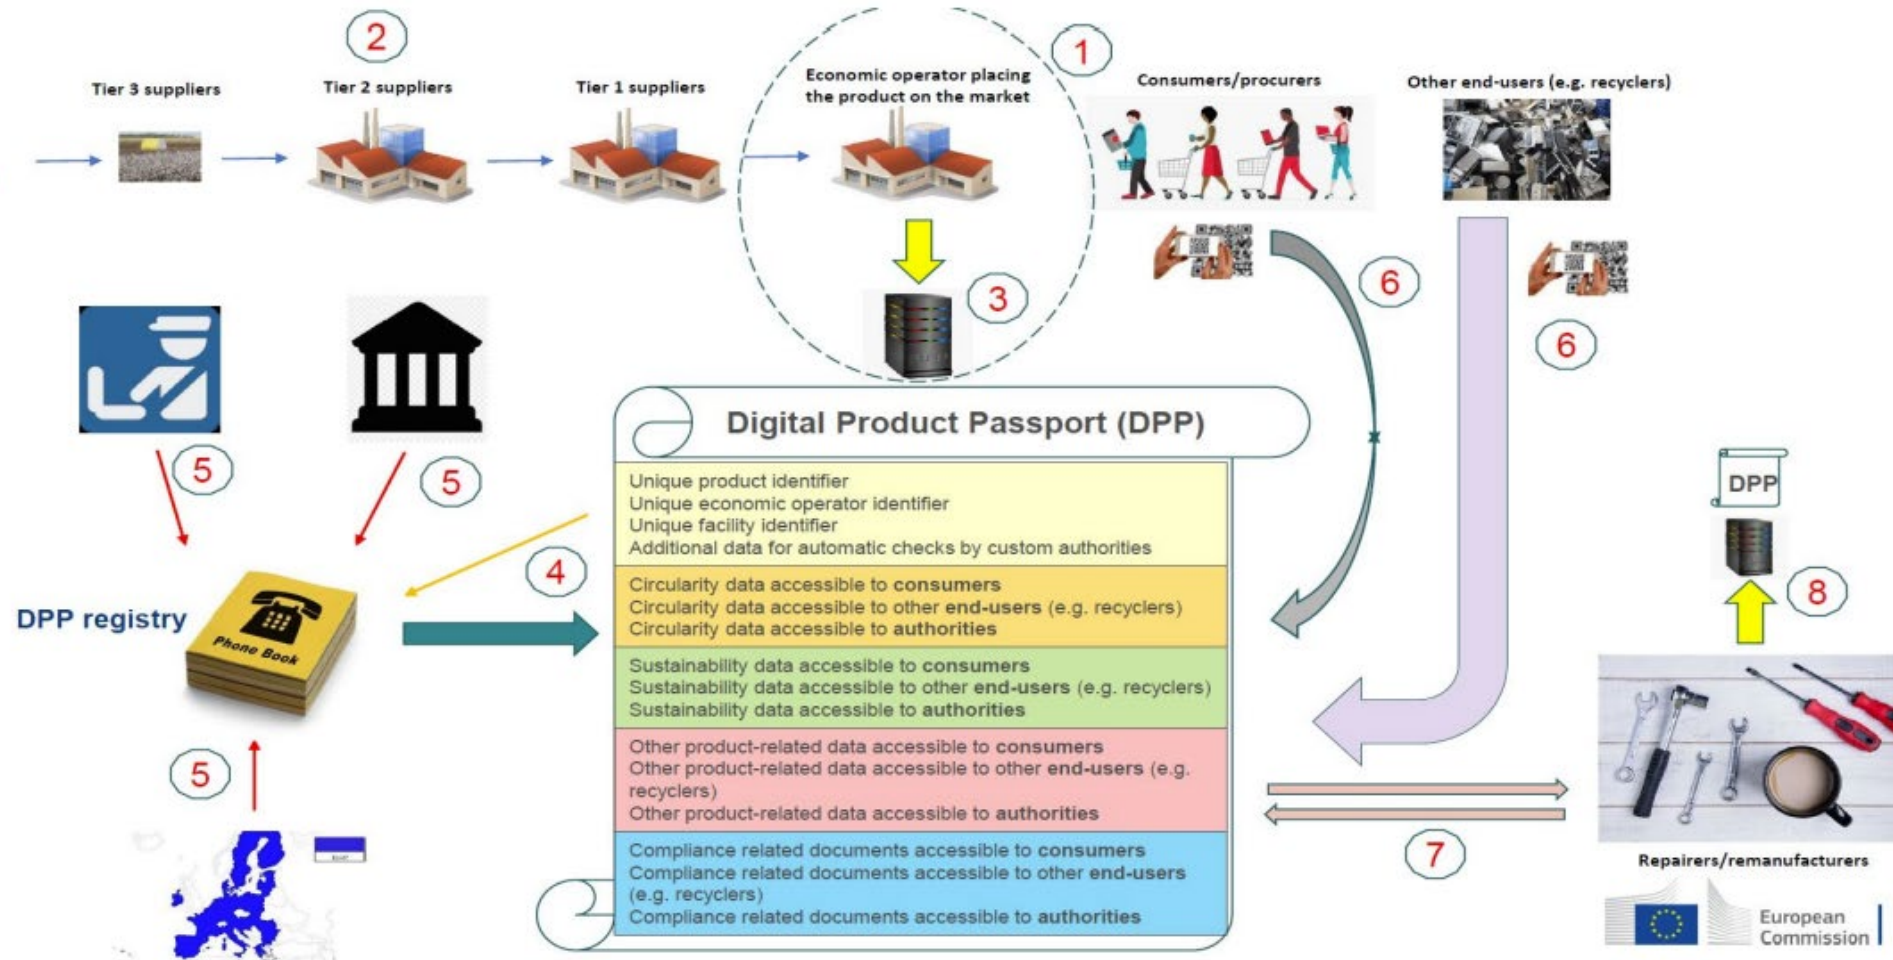 2
1
Tier 3 suppliers
Tier 2 suppliers
Tier 1 suppliers
Economic operator placing
the product on the market
Consumers/procurers
Other end-users (e.g. recyclers)
3
6
6
5
5
4
DPP registry
Phone Book
5
Digital Product Passport (DPP)
Unique product identifier
Unique economic operator identifier
Unique facility identifier
Additional data for automatic checks by custom authorities
Circularity data accessible to consumers
Circularity data accessible to other end-users (e.g. recyclers)
Circularity data accessible to authorities
Sustainability data accessible to consumers
Sustainability data accessible to other end-users (e.g. recyclers)
Sustainability data accessible to authorities
Other product-related data accessible to consumers
Other product-related data accessible to other end-users (e.g.
recyclers)
Other product-related data accessible to authorities
Compliance related documents accessible to consumers
Compliance related documents accessible to other end-users
(e.g. recyclers)
Compliance related documents accessible to authorities
DPP
8
7
Repairers/remanufacturers
European
Commission